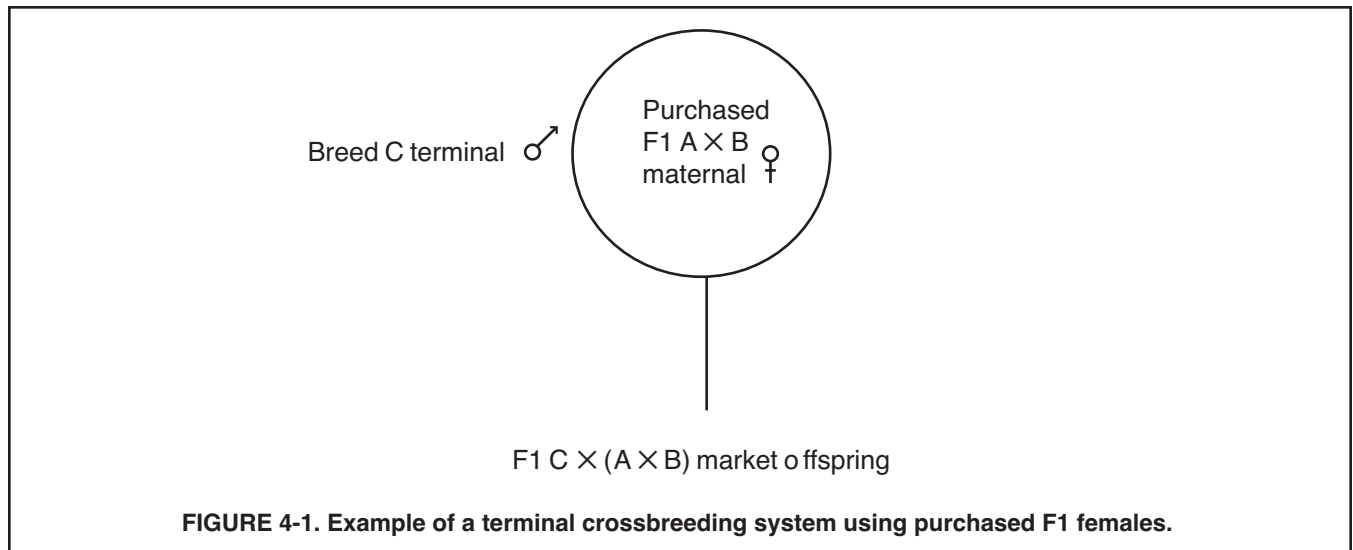 Purchased
F1 A × B
maternal ♀
Breed C terminal ♂
F1 C × (A × B) market offspring
FIGURE 4-1. Example of a terminal crossbreeding system using purchased F1 females.